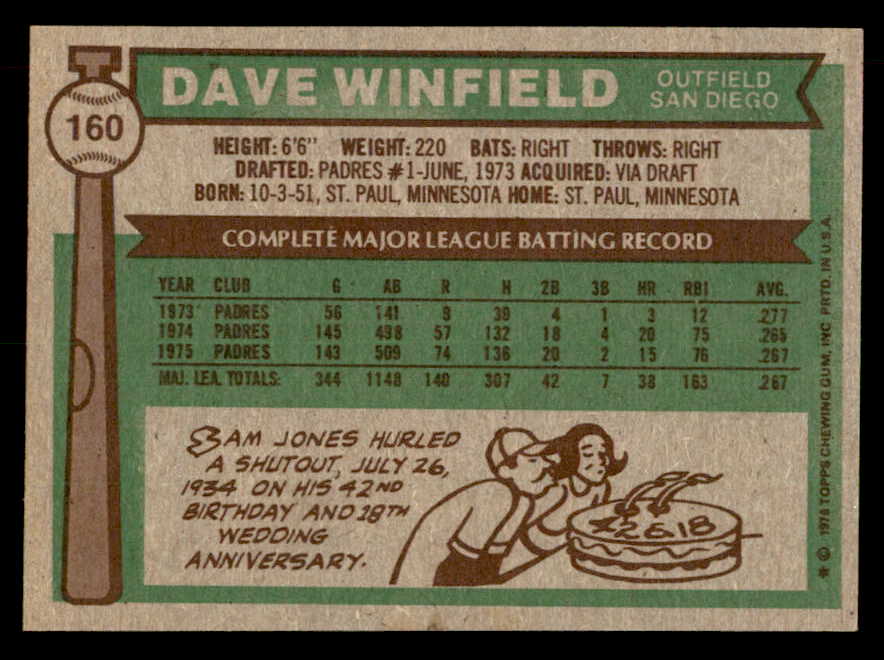 160
DAVE WINFIELD
OUTFIELD
SAN DIEGO
HEIGHT: 6'6" WEIGHT: 220 BATS: RIGHT THROWS: RIGHT
DRAFTED: PADRES #1-JUNE, 1973 ACQUIRED: VIA DRAFT
BORN: 10-3-51, ST. PAUL, MINNESOTA HOME: ST. PAUL, MINNESOTA
COMPLETE MAJOR LEAGUE BATTING RECORD
YEAR CLUB G AB R H 2B 3B HR RBI AVG.
1973 PADRES 56 141 9 39 4 1 3 12 .277
1974 PADRES 145 498 57 132 18 4 20 75 .265
1975 PADRES 143 509 74 136 20 2 15 76 .267
MAJ. LEA. TOTALS: 344 1148 140 307 42 7 38 163 .267
SAM JONES HURLED
A SHUTOUT, JULY 26,
1934 ON HIS 42ND
BIRTHDAY AND 18TH
WEDDING
ANNIVERSARY.
42 & 18
* © 1976 TOPPS CHEWING GUM, INC. PRTD. IN U.S.A.